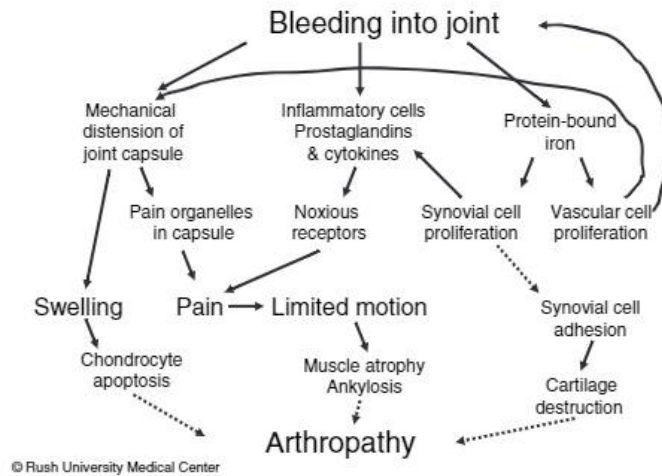 Bleeding into joint
Mechanical
distension of
joint capsule
Inflammatory cells
Prostaglandins
& cytokines
Protein-bound
iron
Pain organelles
in capsule
Noxious
receptors
Synovial cell
proliferation
Vascular cell
proliferation
Swelling
Pain
Limited motion
Synovial cell
adhesion
Chondrocyte
apoptosis
Muscle atrophy
Ankylosis
Cartilage
destruction
Arthropathy
© Rush University Medical Center